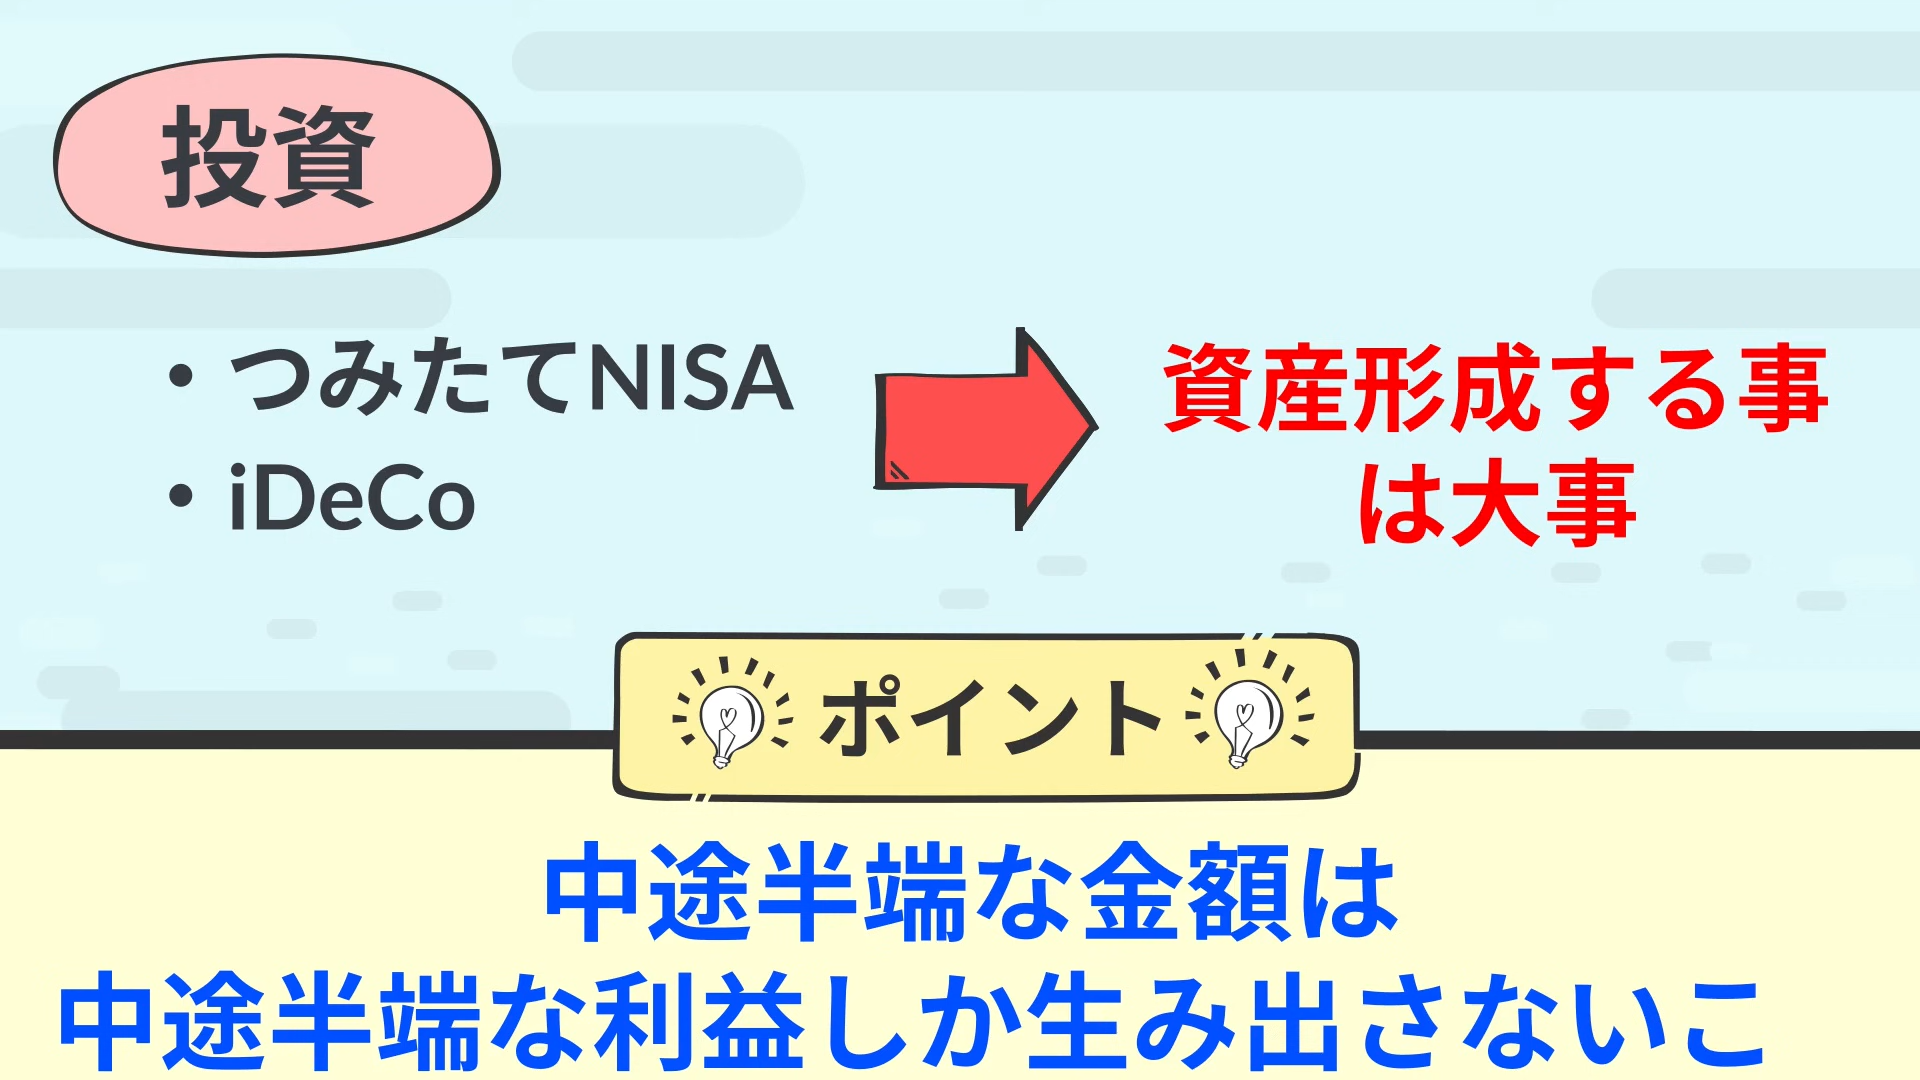 投資
・つみたてNISA
・iDeCo
資産形成する事
は大事
ポイント
中途半端な金額は
中途半端な利益しか生み出さないこ